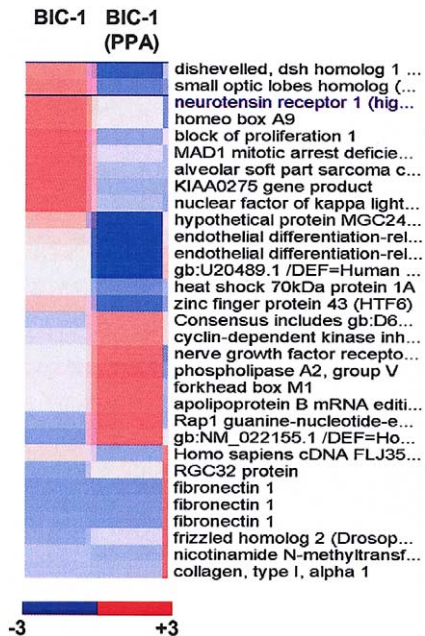 BIC-1 BIC-1
(PPA)
dishevelled, dsh homolog 1 ...
small optic lobes homolog (...
neurotensin receptor 1 (hig...
homeo box A9
block of proliferation 1
MAD1 mitotic arrest deficie...
alveolar soft part sarcoma c...
KIAA0275 gene product
nuclear factor of kappa light...
hypothetical protein MGC24...
endothelial differentiation-rel...
endothelial differentiation-rel...
gb:U20489.1 /DEF=Human ...
heat shock 70kDa protein 1A
zinc finger protein 43 (HTF6)
Consensus includes gb:D6...
cyclin-dependent kinase inh...
nerve growth factor recepto...
phospholipase A2, group V
forkhead box M1
apolipoprotein B mRNA editi...
Rap1 guanine-nucleotide-e...
gb:NM_022155.1 /DEF=Ho...
Homo sapiens cDNA FLJ35...
RGC32 protein
fibronectin 1
fibronectin 1
fibronectin 1
frizzled homolog 2 (Drosop...
nicotinamide N-methyltransf...
collagen, type I, alpha 1
-3 +3